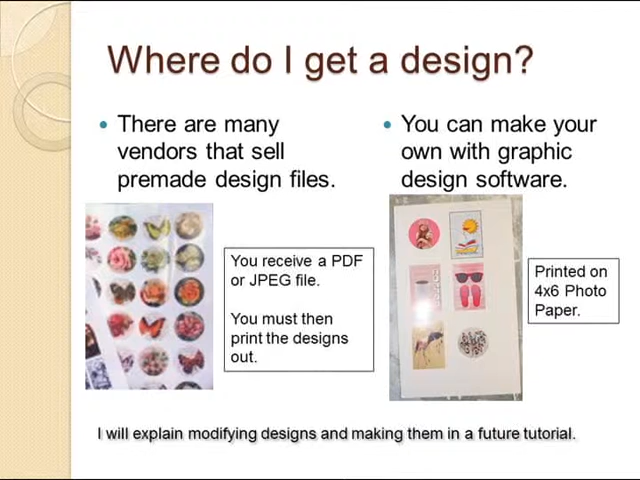 Where do I get a design?
There are many
vendors that sell
premade design files.
You can make your
own with graphic
design software.
You receive a PDF
or JPEG file.
You must then
print the designs
out.
Printed on
4x6 Photo
Paper.
I will explain modifying designs and making them in a future tutorial.